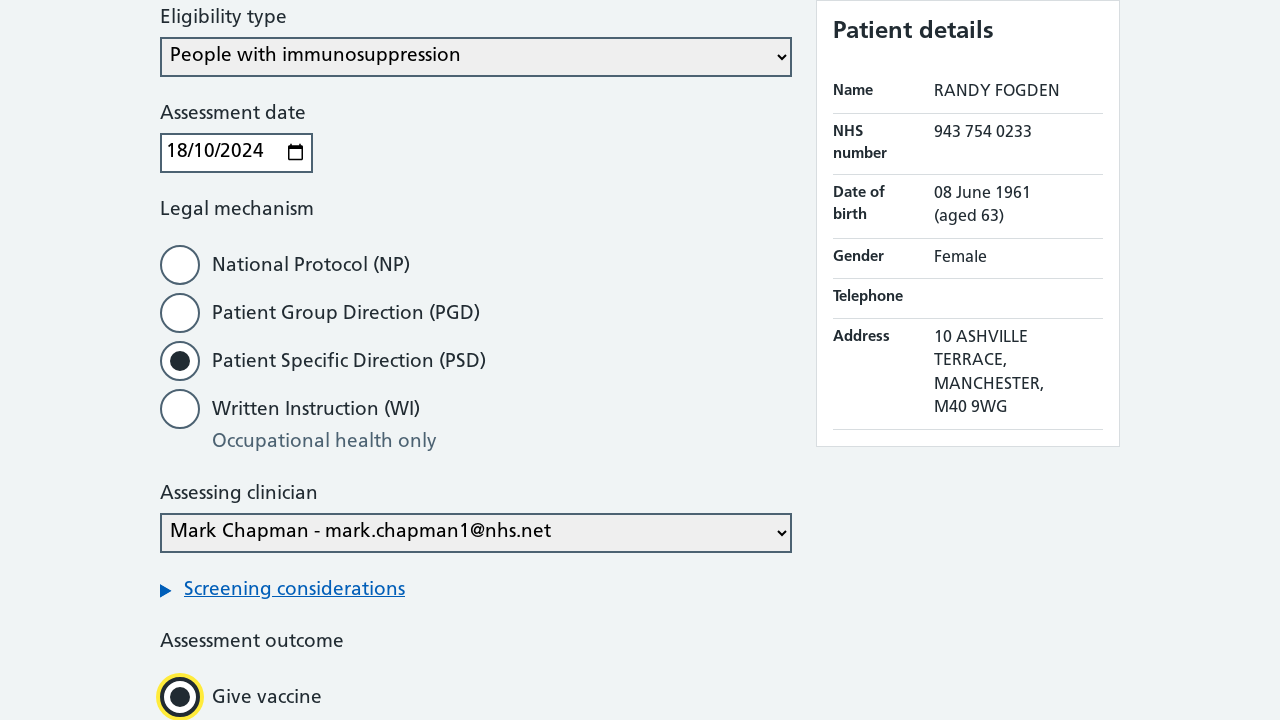 Eligibility type
People with immunosuppression
Assessment date
18/10/2024
Legal mechanism
National Protocol (NP)
Patient Group Direction (PGD)
Patient Specific Direction (PSD)
Written Instruction (WI)
Occupational health only
Assessing clinician
Mark Chapman - mark.chapman1@nhs.net
Screening considerations
Assessment outcome
Give vaccine
Patient details
Name RANDY FOGDEN
NHS number 943 754 0233
Date of birth 08 June 1961
(aged 63)
Gender Female
Telephone
Address 10 ASHVILLE
TERRACE,
MANCHESTER,
M40 9WG